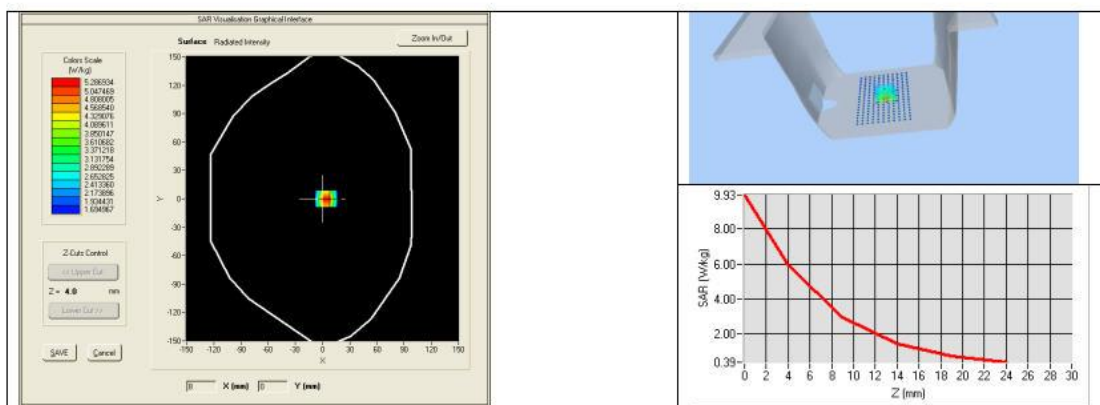 SAR Visualisation Graphical Interface
Surface Radiated Intensity
Zoom In/Out
Colors Scale
(W/kg)
5.286934
5.047469
4.808005
4.568540
4.329076
4.089611
3.850147
3.610682
3.371218
3.131754
2.892289
2.652825
2.413360
2.173896
1.934431
1.694967
150
120
90
60
30
0
-30
-60
-90
-120
-150
Y
-150 -120 -90 -60 -30 0 30 60 90 120 150
X
Z-Cuts Control
<< Upper Cut
Z = 4.0 mm
Lower Cut >>
SAVE Cancel
8 X (mm) 0 Y (mm)
9.93
8.00
6.00
4.00
2.00
0.39
SAR (W/kg)
0 2 4 6 8 10 12 14 16 18 20 22 24 26 28 30
Z (mm)